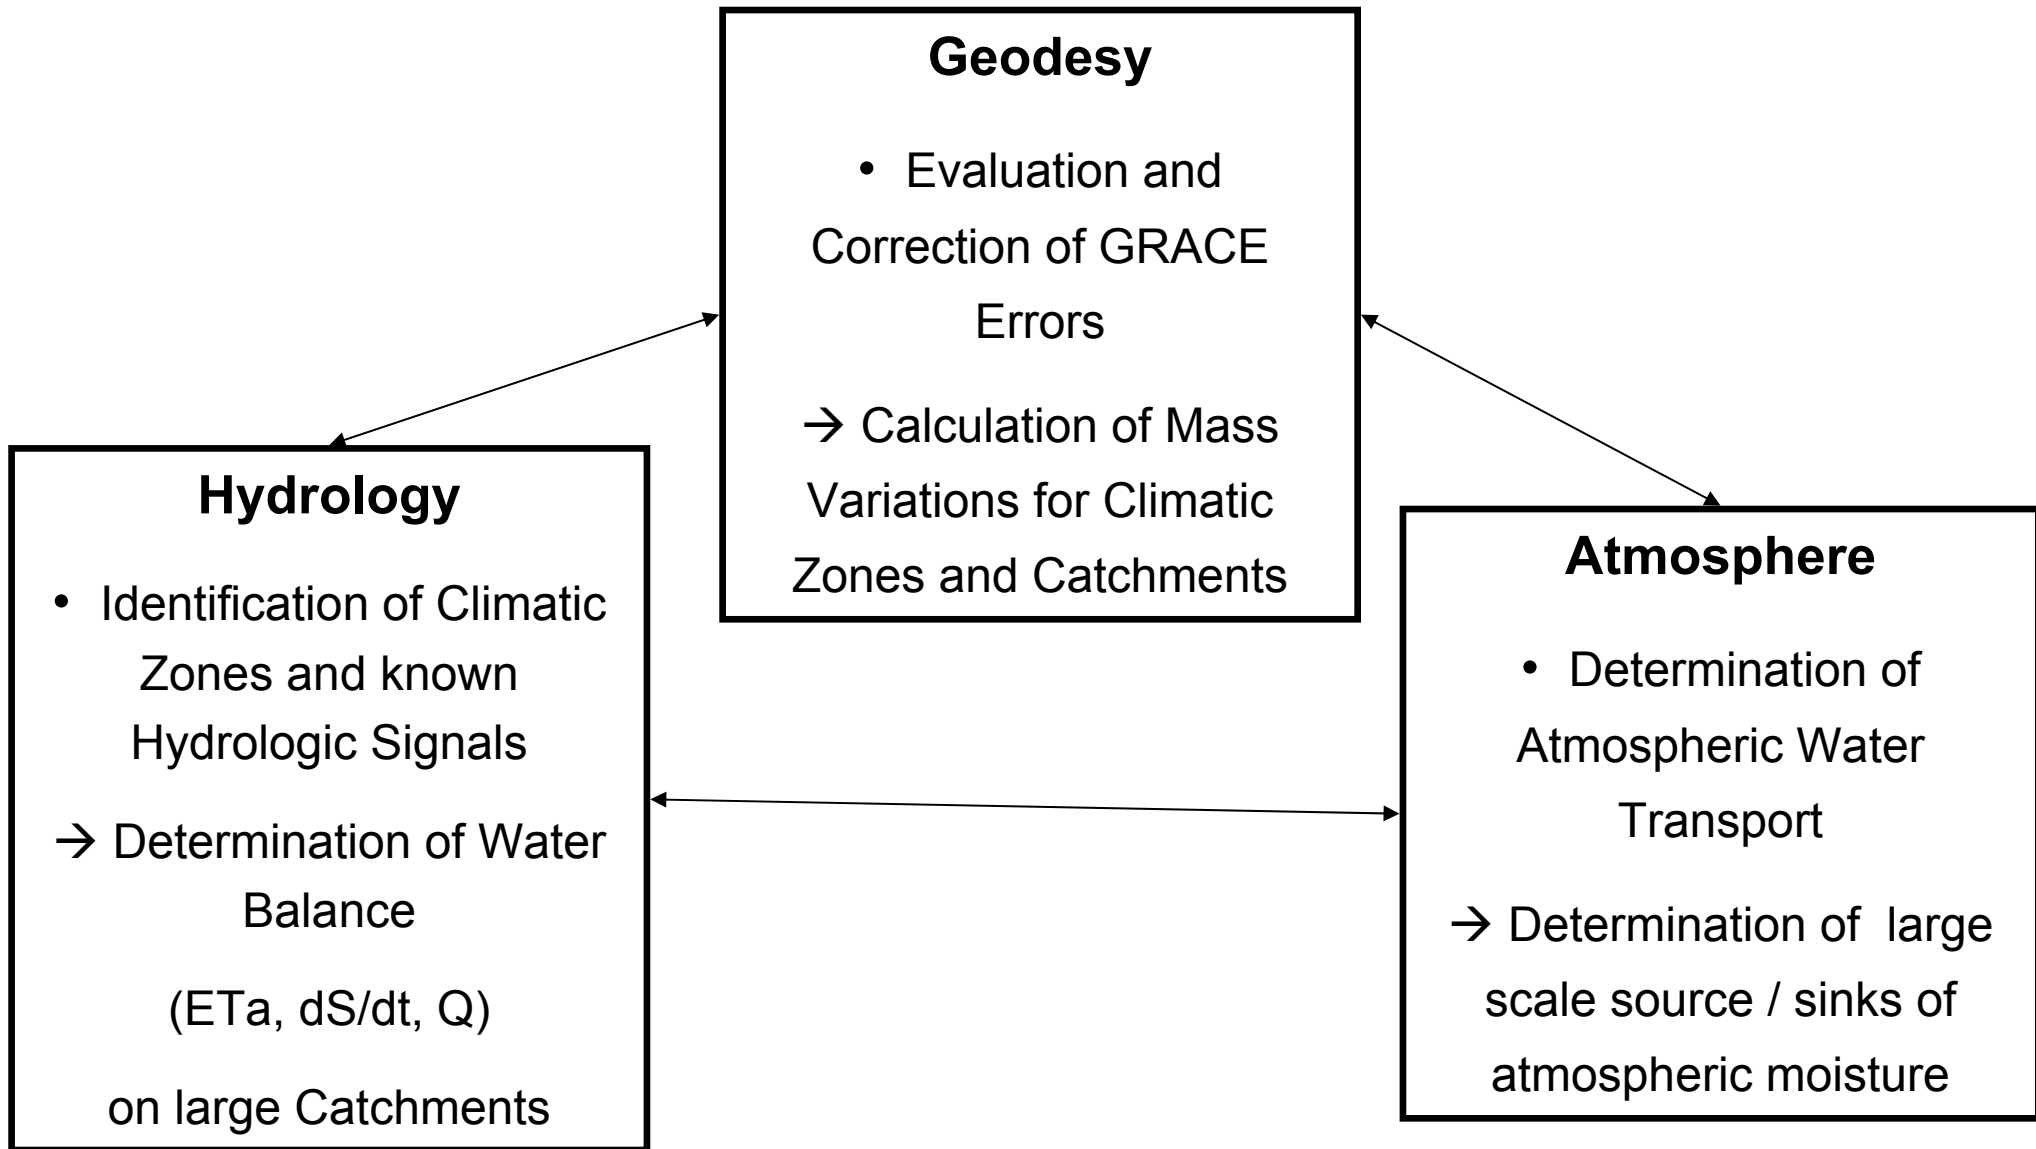 Geodesy
• Evaluation and
Correction of GRACE
Errors
→ Calculation of Mass
Variations for Climatic
Zones and Catchments
Hydrology
• Identification of Climatic
Zones and known
Hydrologic Signals
→ Determination of Water
Balance
(ETa, dS/dt, Q)
on large Catchments
Atmosphere
• Determination of
Atmospheric Water
Transport
→ Determination of  large
scale source / sinks of
atmospheric moisture